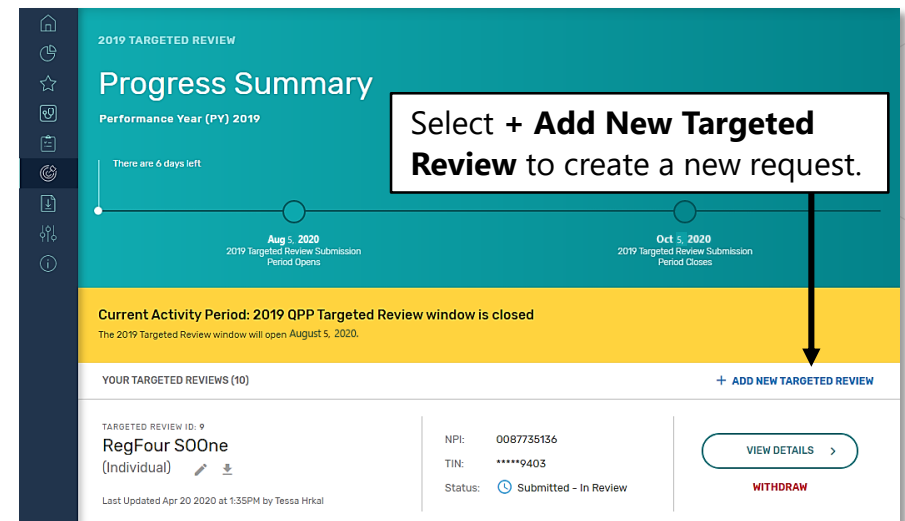 2019 TARGETED REVIEW
Progress Summary
Performance Year (PY) 2019
Select + Add New Targeted
Review to create a new request.
There are 6 days left
Aug 5, 2020
2019 Targeted Review Submission
Period Opens
Oct 5, 2020
2019 Targeted Review Submission
Period Closes
Current Activity Period: 2019 QPP Targeted Review window is closed
The 2019 Targeted Review window will open August 5, 2020.
YOUR TARGETED REVIEWS (10)
+ ADD NEW TARGETED REVIEW
TARGETED REVIEW ID: 9
RegFour SOOne
(Individual)
Last Updated Apr 20 2020 at 1:35PM by Tessa Hrkal
NPI: 0087735136
TIN: *****9403
Status: Submitted - In Review
VIEW DETAILS >
WITHDRAW